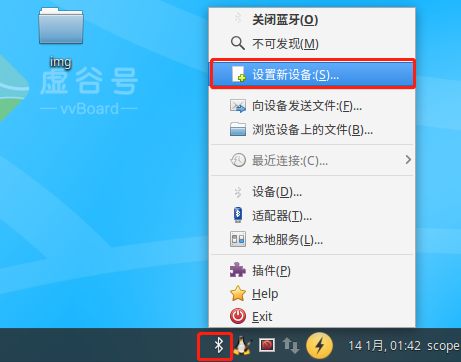 img
虚谷号
vvBoard
关闭蓝牙(O)
不可发现(M)
设置新设备:(S)...
向设备发送文件:(F)...
浏览设备上的文件(B)...
最近连接:(C)...
设备(D)...
适配器(T)...
本地服务(L)...
插件(P)
Help
Exit
14 1月, 01:42 scope